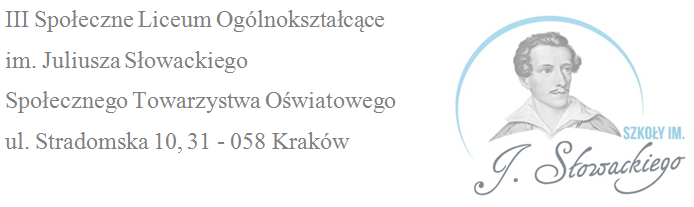 III Społeczne Liceum Ogólnokształcące
im. Juliusza Słowackiego
Społecznego Towarzystwa Oświatowego
ul. Stradomska 10, 31 - 058 Kraków
SZKOŁY IM.
J. Słowackiego